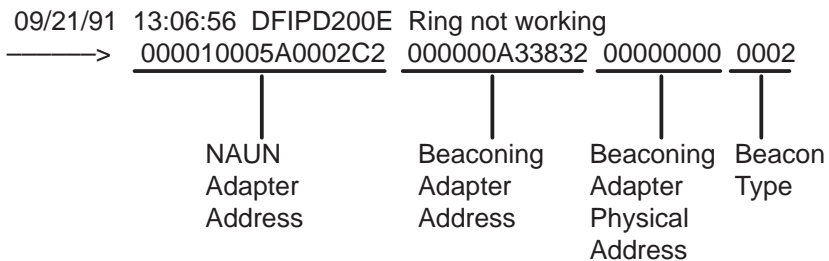 09/21/91 13:06:56 DFIPD200E Ring not working
————> 000010005A0002C2 000000A33832 00000000 0002
NAUN Adapter Address
Beaconing Adapter Address
Beaconing Adapter Physical Address
Beacon Type